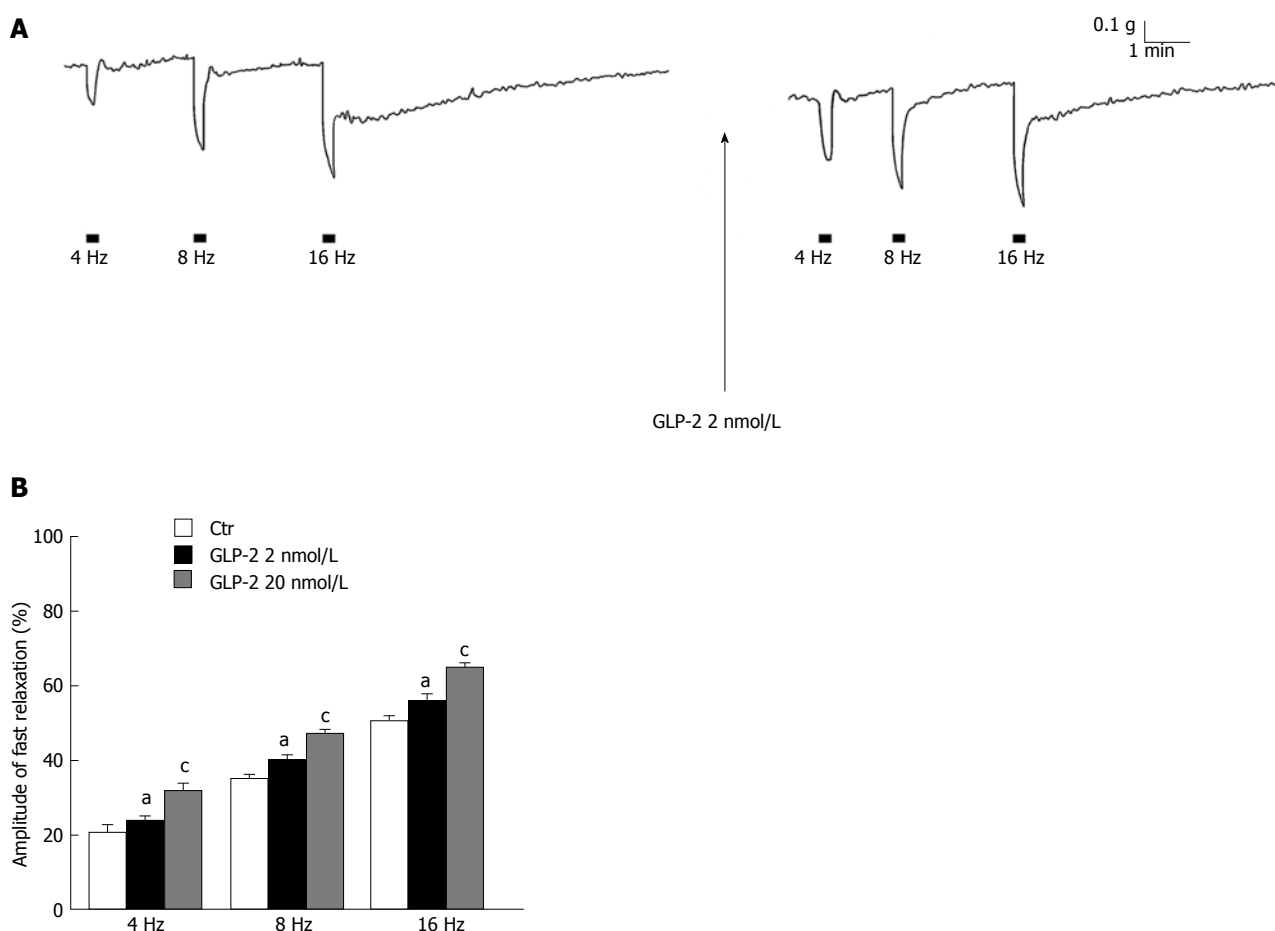 A
0.1 g
1 min
4 Hz 8 Hz 16 Hz
4 Hz 8 Hz 16 Hz
GLP-2 2 nmol/L
B
Ctr
GLP-2 2 nmol/L
GLP-2 20 nmol/L
Amplitude of fast relaxation (%)
100
80
60
40
20
0
a c
a c
a c
4 Hz 8 Hz 16 Hz